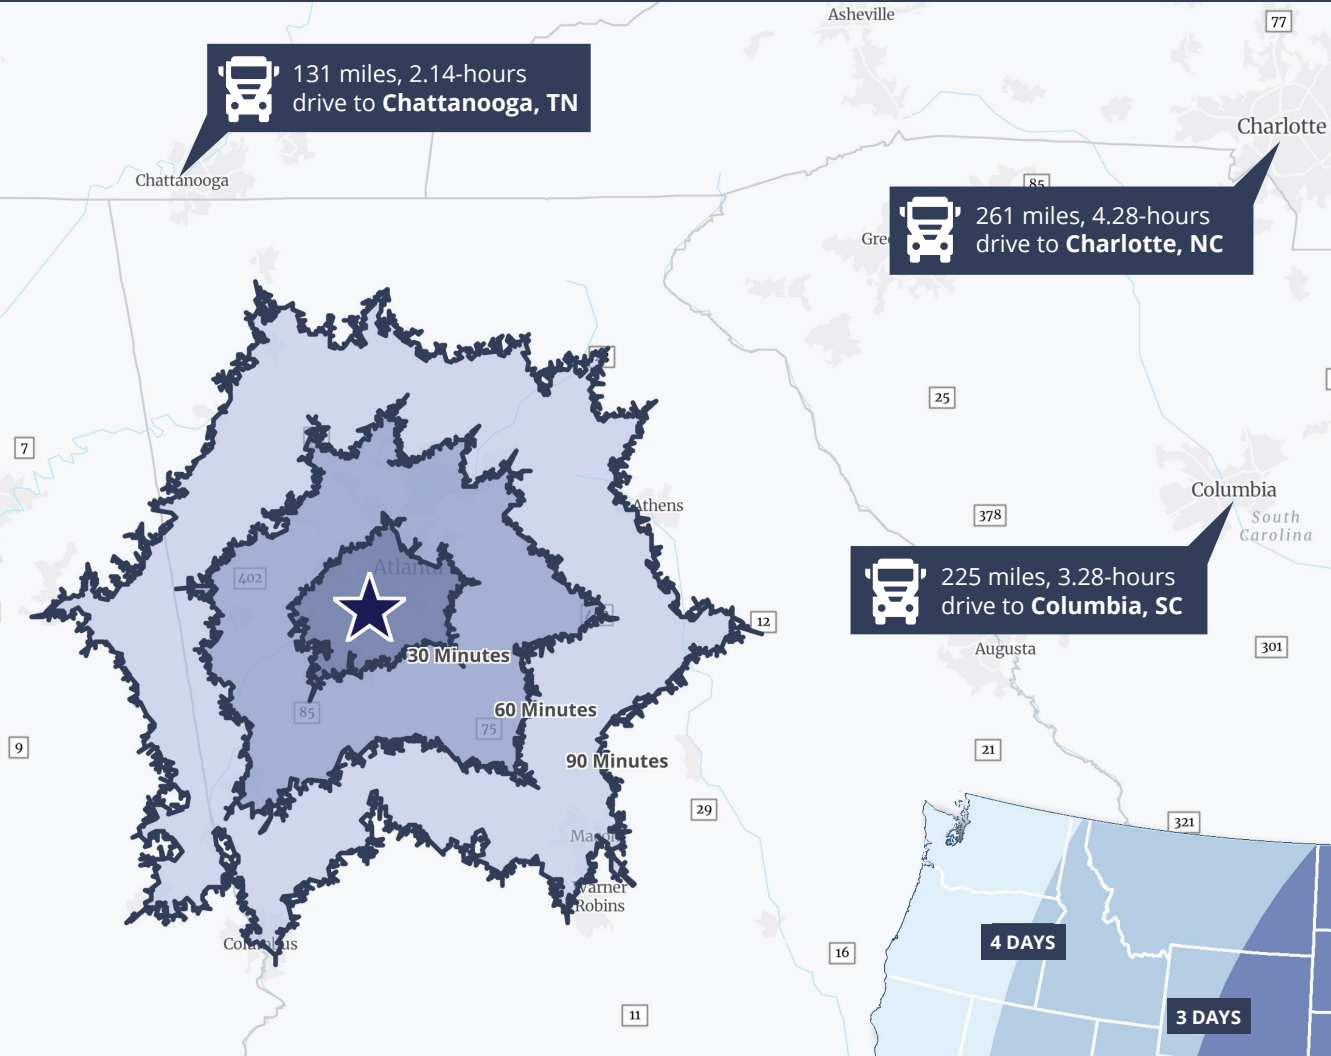 Asheville
77
131 miles, 2.14-hours
drive to Chattanooga, TN
Charlotte
Chattanooga
85
261 miles, 4.28-hours
drive to Charlotte, NC
25
7
Athens
Columbia
378
South
Carolina
Atlanta
402
225 miles, 3.28-hours
drive to Columbia, SC
12
Augusta
301
30 Minutes
85
60 Minutes
75
9
21
90 Minutes
29
321
Warner
Robins
Columbus
4 DAYS
16
11
3 DAYS